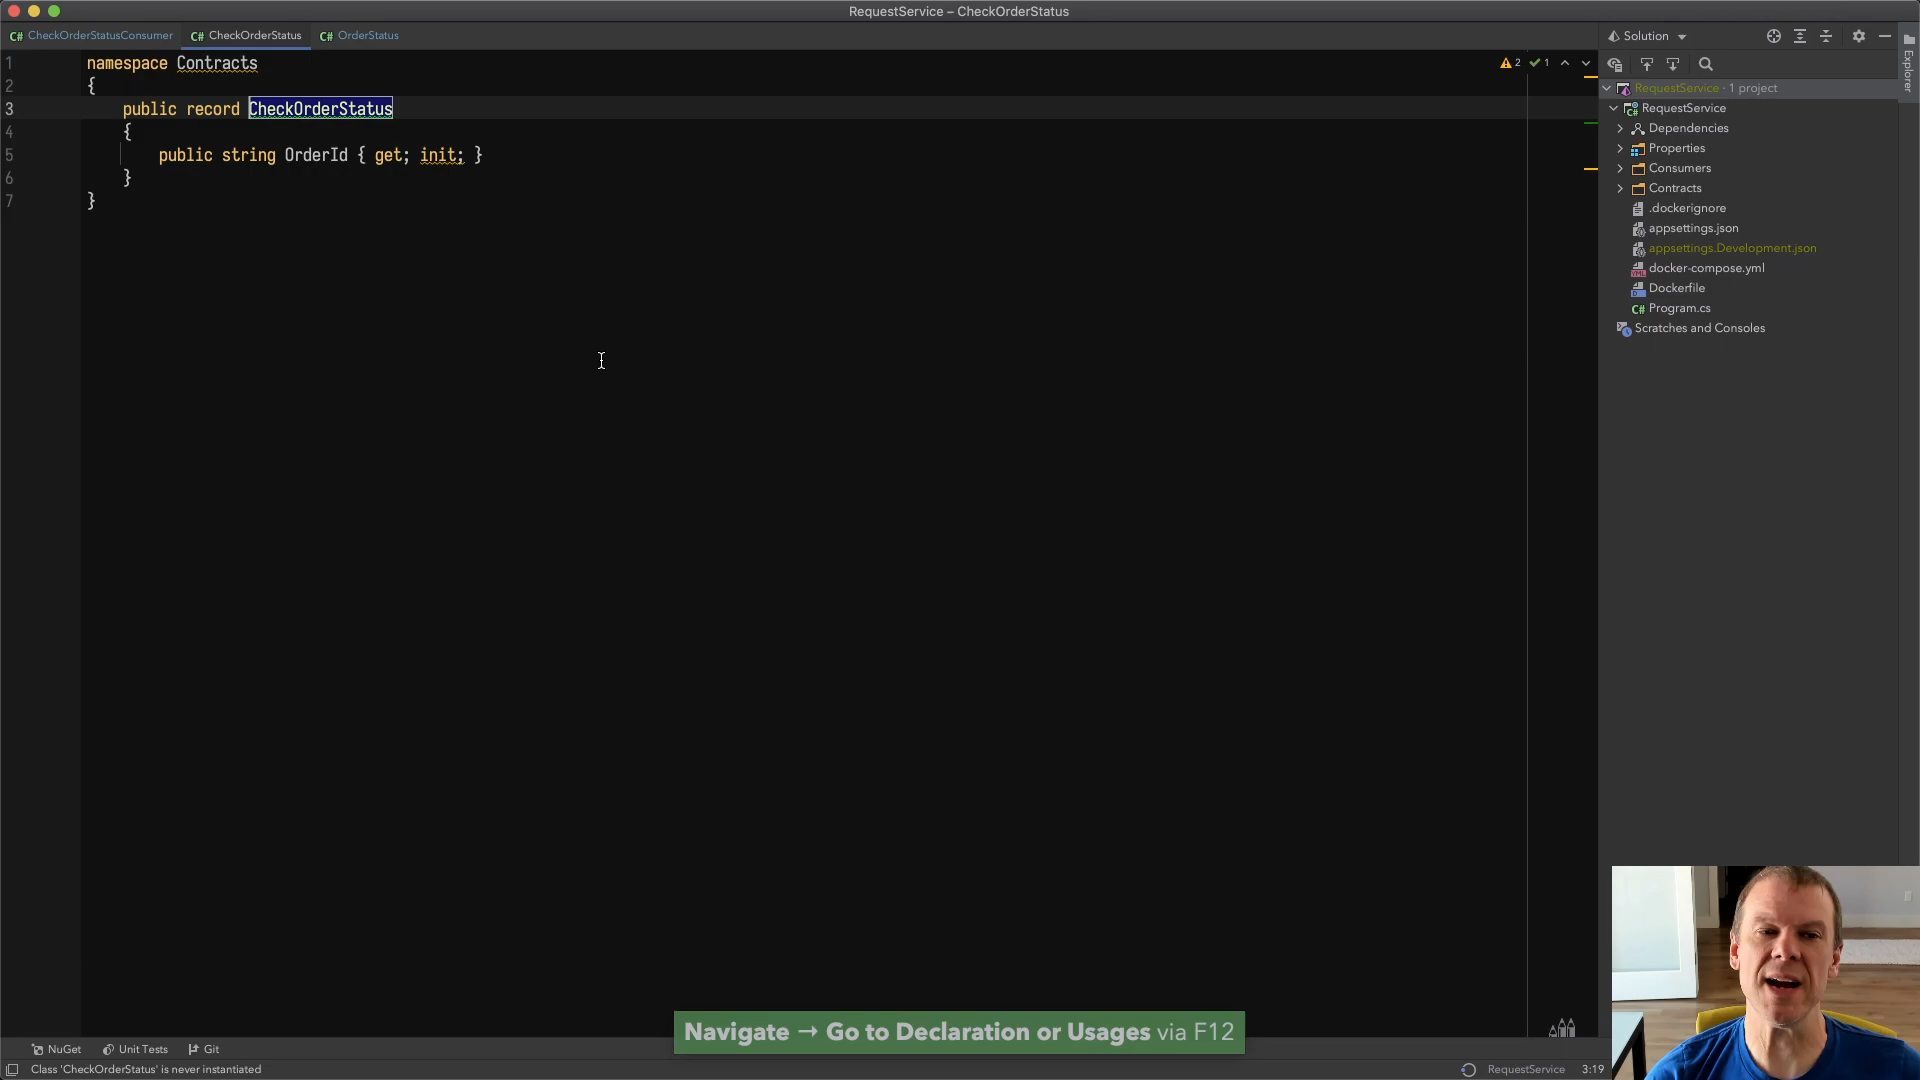 RequestService – CheckOrderStatus
C# CheckOrderStatusConsumer
C# CheckOrderStatus
C# OrderStatus
Solution
1 namespace Contracts
2 {
3 public record CheckOrderStatus
4 {
5 public string OrderId { get; init; }
6 }
7 }
2
1
Explorer
RequestService · 1 project
RequestService
Dependencies
Properties
Consumers
Contracts
.dockerignore
appsettings.json
appsettings.Development.json
docker-compose.yml
Dockerfile
C# Program.cs
Scratches and Consoles
Navigate → Go to Declaration or Usages via F12
NuGet
Unit Tests
Git
Class 'CheckOrderStatus' is never instantiated
RequestService
3:19